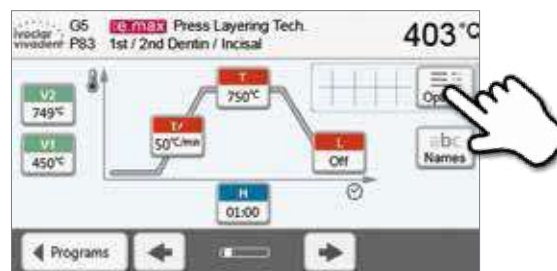 ivoclar vivadent
G5 e.max Press Layering Tech. 403°C
P83 1st / 2nd Dentin / Incisal
V2
749°C
V1
450°C
T
750°C
50°C/min
L
Off
H
01:00
abc
Names
Programs